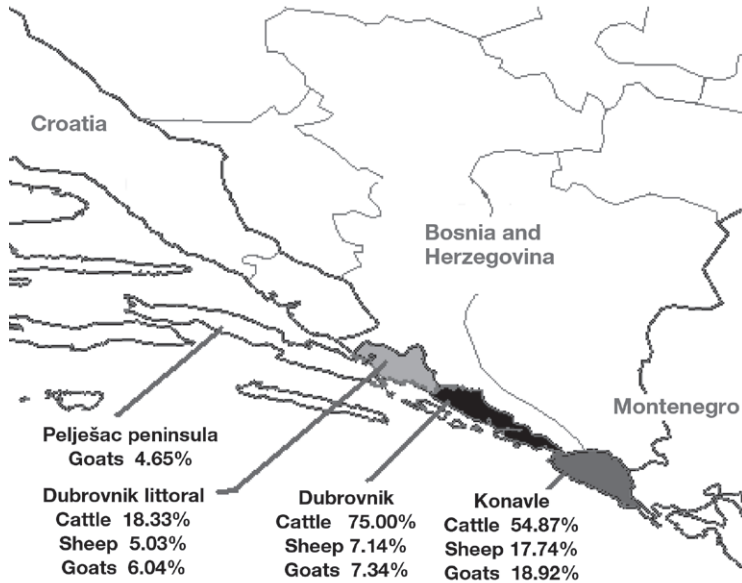 Croatia
Bosnia and
Herzegovina
Montenegro
Pelješac peninsula
Goats 4.65%
Dubrovnik littoral
Cattle 18.33%
Sheep 5.03%
Goats 6.04%
Dubrovnik
Cattle 75.00%
Sheep 7.14%
Goats 7.34%
Konavle
Cattle 54.87%
Sheep 17.74%
Goats 18.92%